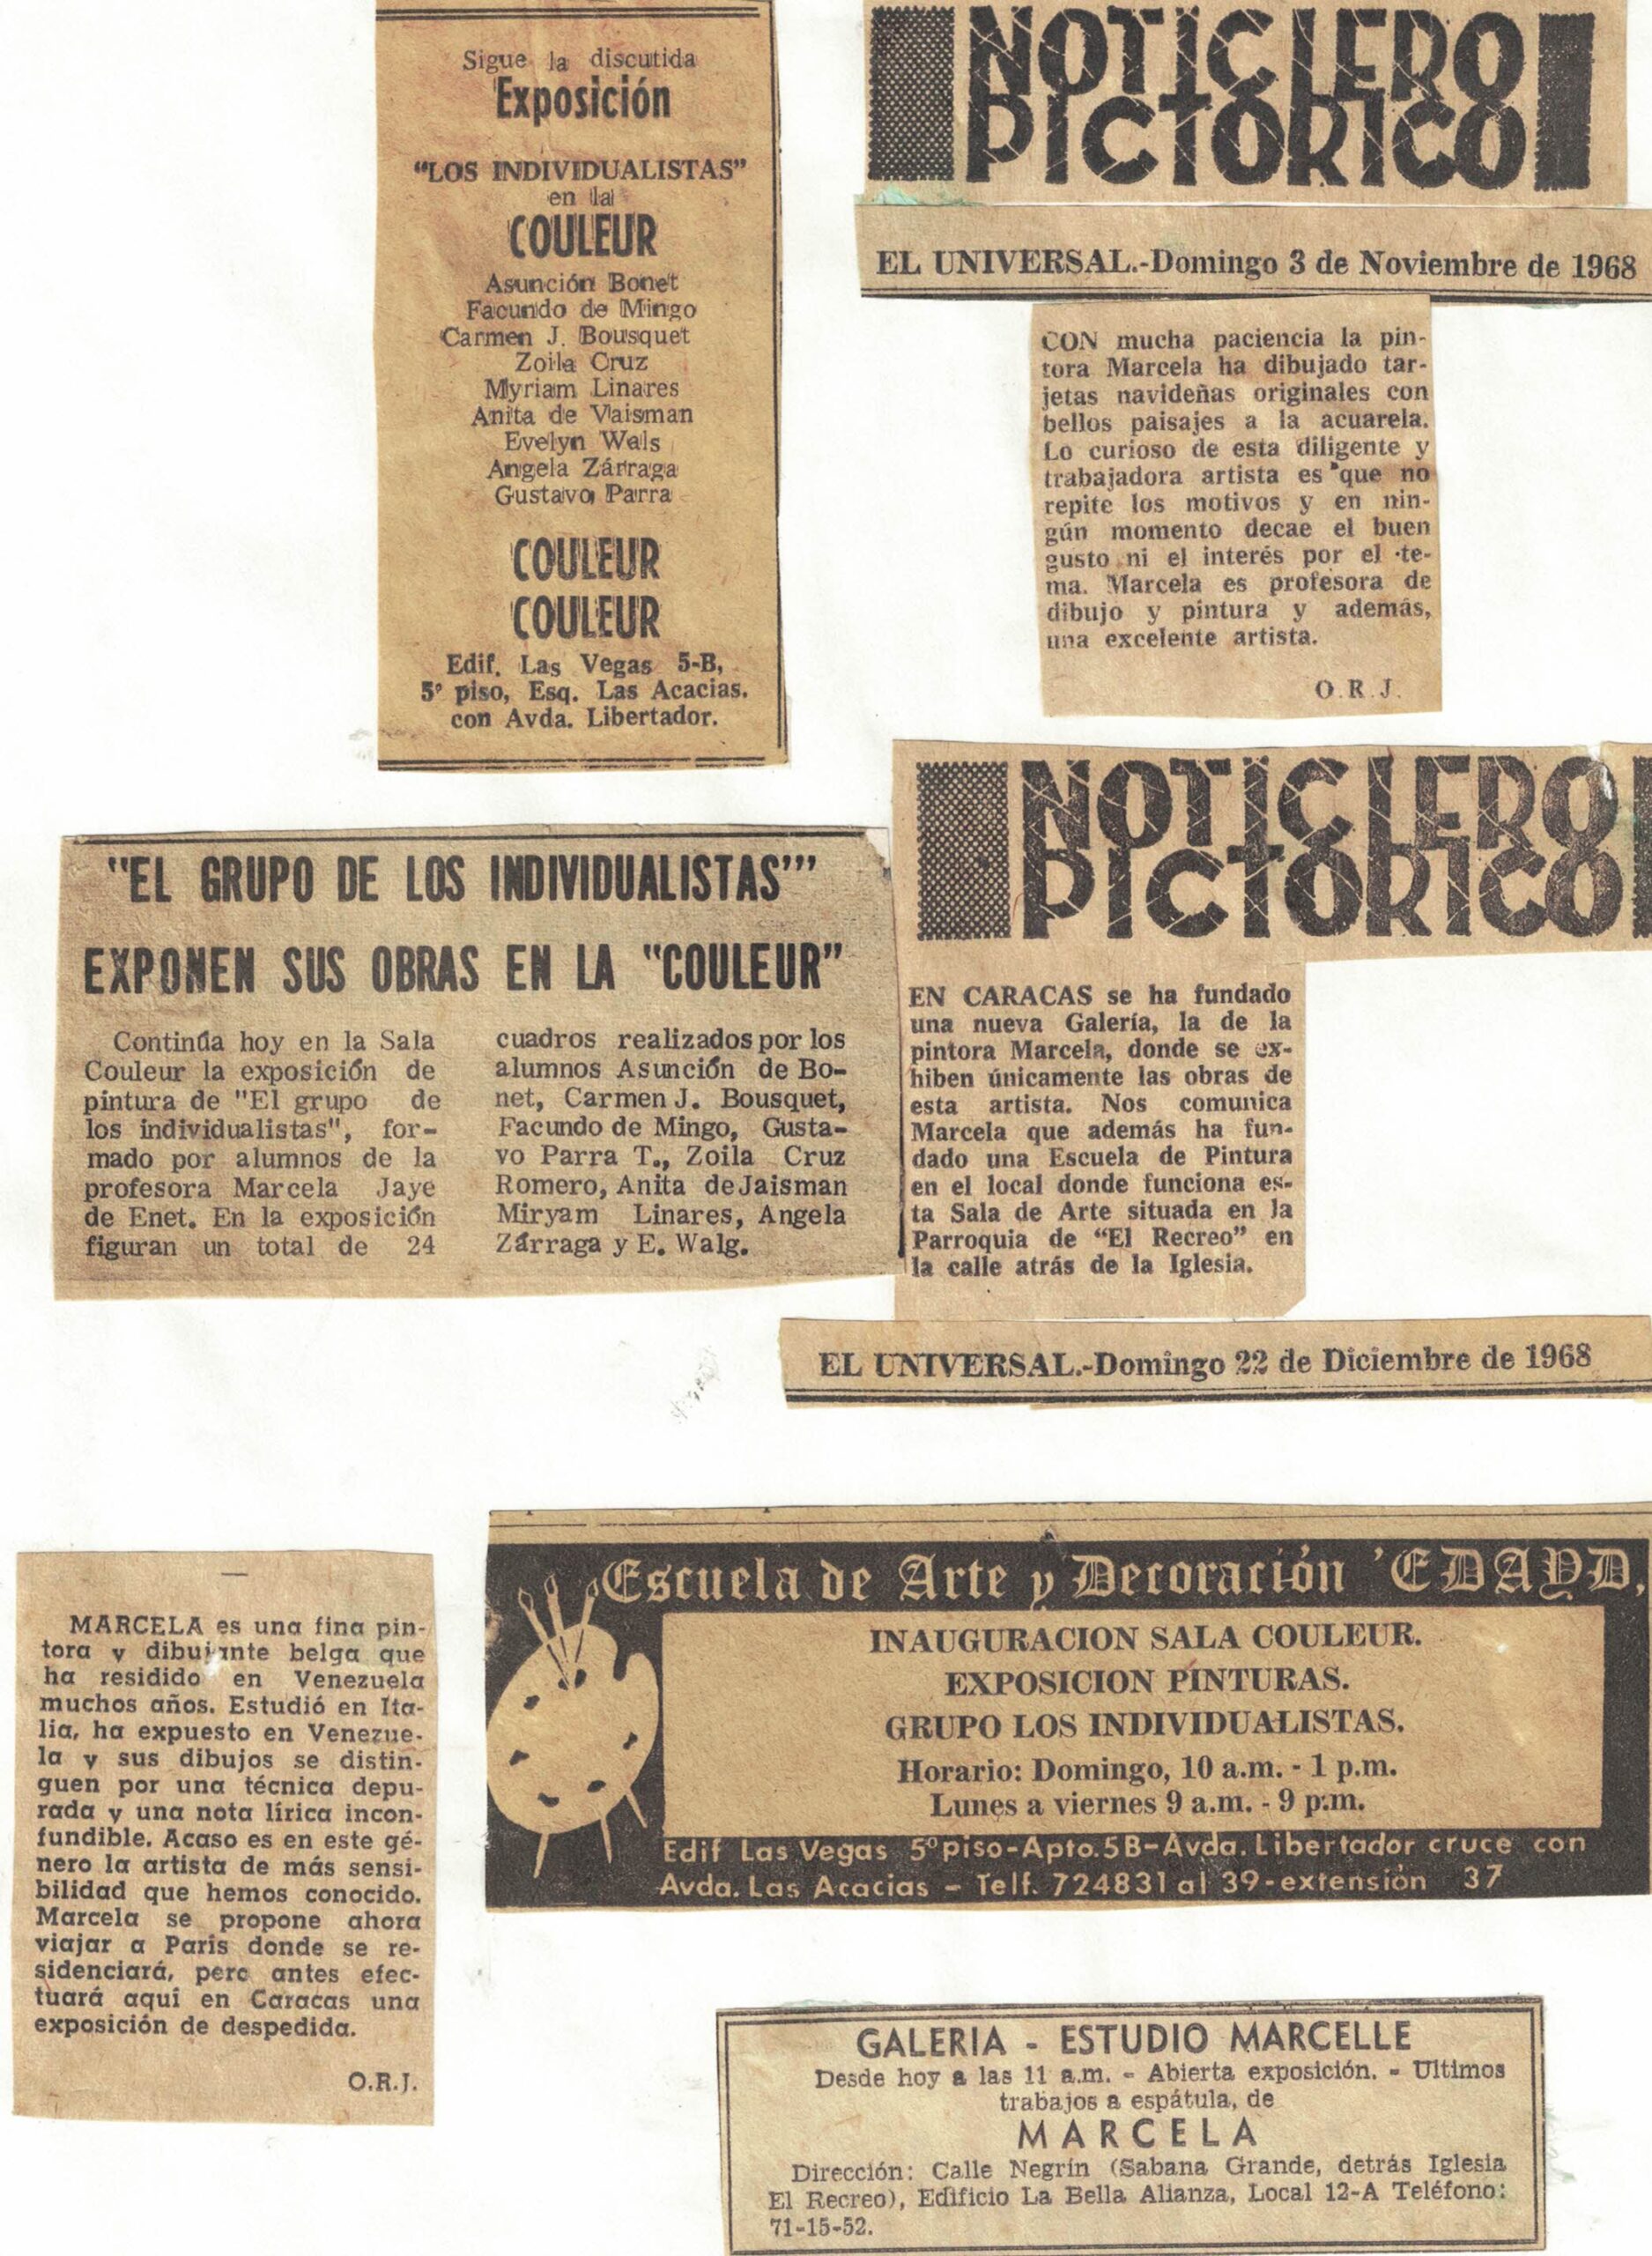 Sigue la discutida
Exposición
"LOS INDIVIDUALISTAS"
en la
COULEUR
Asunción Bonet
Facundo de Mingo
Carmen J. Bousquet
Zoila Cruz
Myriam Linares
Anita de Vaisman
Evelyn Wals
Angela Zárraga
Gustavo Parra
COULEUR
COULEUR
Edif. Las Vegas 5-B,
5º piso, Esq. Las Acacias.
con Avda. Libertador.
NOTICIERO
PICTORICO
EL UNIVERSAL.-Domingo 3 de Noviembre de 1968
CON mucha paciencia la pin-
tora Marcela ha dibujado tar-
jetas navideñas originales con
bellos paisajes a la acuarela.
Lo curioso de esta diligente y
trabajadora artista es que no
repite los motivos y en nin-
gún momento decae el buen
gusto ni el interés por el te-
ma. Marcela es profesora de
dibujo y pintura y además,
una excelente artista.
O.R.J.
"EL GRUPO DE LOS INDIVIDUALISTAS'"
EXPONEN SUS OBRAS EN LA "COULEUR"
Continúa hoy en la Sala
Couleur la exposición de
pintura de "El grupo de
los individualistas", for-
mado por alumnos de la
profesora Marcela Jaye
de Enet. En la exposición
figuran un total de 24
cuadros realizados por los
alumnos Asunción de Bo-
net, Carmen J. Bousquet,
Facundo de Mingo, Gusta-
vo Parra T., Zoila Cruz
Romero, Anita de Jaisman
Miryam Linares, Angela
Zárraga y E. Walg.
NOTICIERO
PICTORICO
EN CARACAS se ha fundado
una nueva Galería, la de la
pintora Marcela, donde se ex-
hiben únicamente las obras de
esta artista. Nos comunica
Marcela que además ha fun-
dado una Escuela de Pintura
en el local donde funciona es-
ta Sala de Arte situada en la
Parroquia de "El Recreo" en
la calle atrás de la Iglesia.
EL UNIVERSAL.-Domingo 22 de Diciembre de 1968
MARCELA es una fina pin-
tora y dibujante belga que
ha residido en Venezuela
muchos años. Estudió en Ita-
lia, ha expuesto en Venezue-
la y sus dibujos se distin-
guen por una técnica depu-
rada y una nota lírica incon-
fundible. Acaso es en este gé-
nero la artista de más sensi-
bilidad que hemos conocido.
Marcela se propone ahora
viajar a París donde se re-
sidenciará, pero antes efec-
tuará aquí en Caracas una
exposición de despedida.
O.R.J.
Escuela de Arte y Decoración 'EDAYD,
INAUGURACION SALA COULEUR.
EXPOSICION PINTURAS.
GRUPO LOS INDIVIDUALISTAS.
Horario: Domingo, 10 a.m. - 1 p.m.
Lunes a viernes 9 a.m. - 9 p.m.
Edif Las Vegas 5º piso-Apto.5B-Avda. Libertador cruce con
Avda. Las Acacias - Telf. 724831 al 39-extensión 37
GALERIA - ESTUDIO MARCELLE
Desde hoy a las 11 a.m. - Abierta exposición. - Ultimos
trabajos a espátula, de
MARCELA
Dirección: Calle Negrín (Sabana Grande, detrás Iglesia
El Recreo), Edificio La Bella Alianza, Local 12-A Teléfono:
71-15-52.